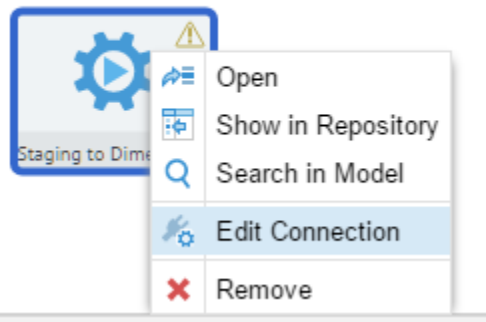 Open
Show in Repository
Staging to Dime
Search in Model
Edit Connection
Remove